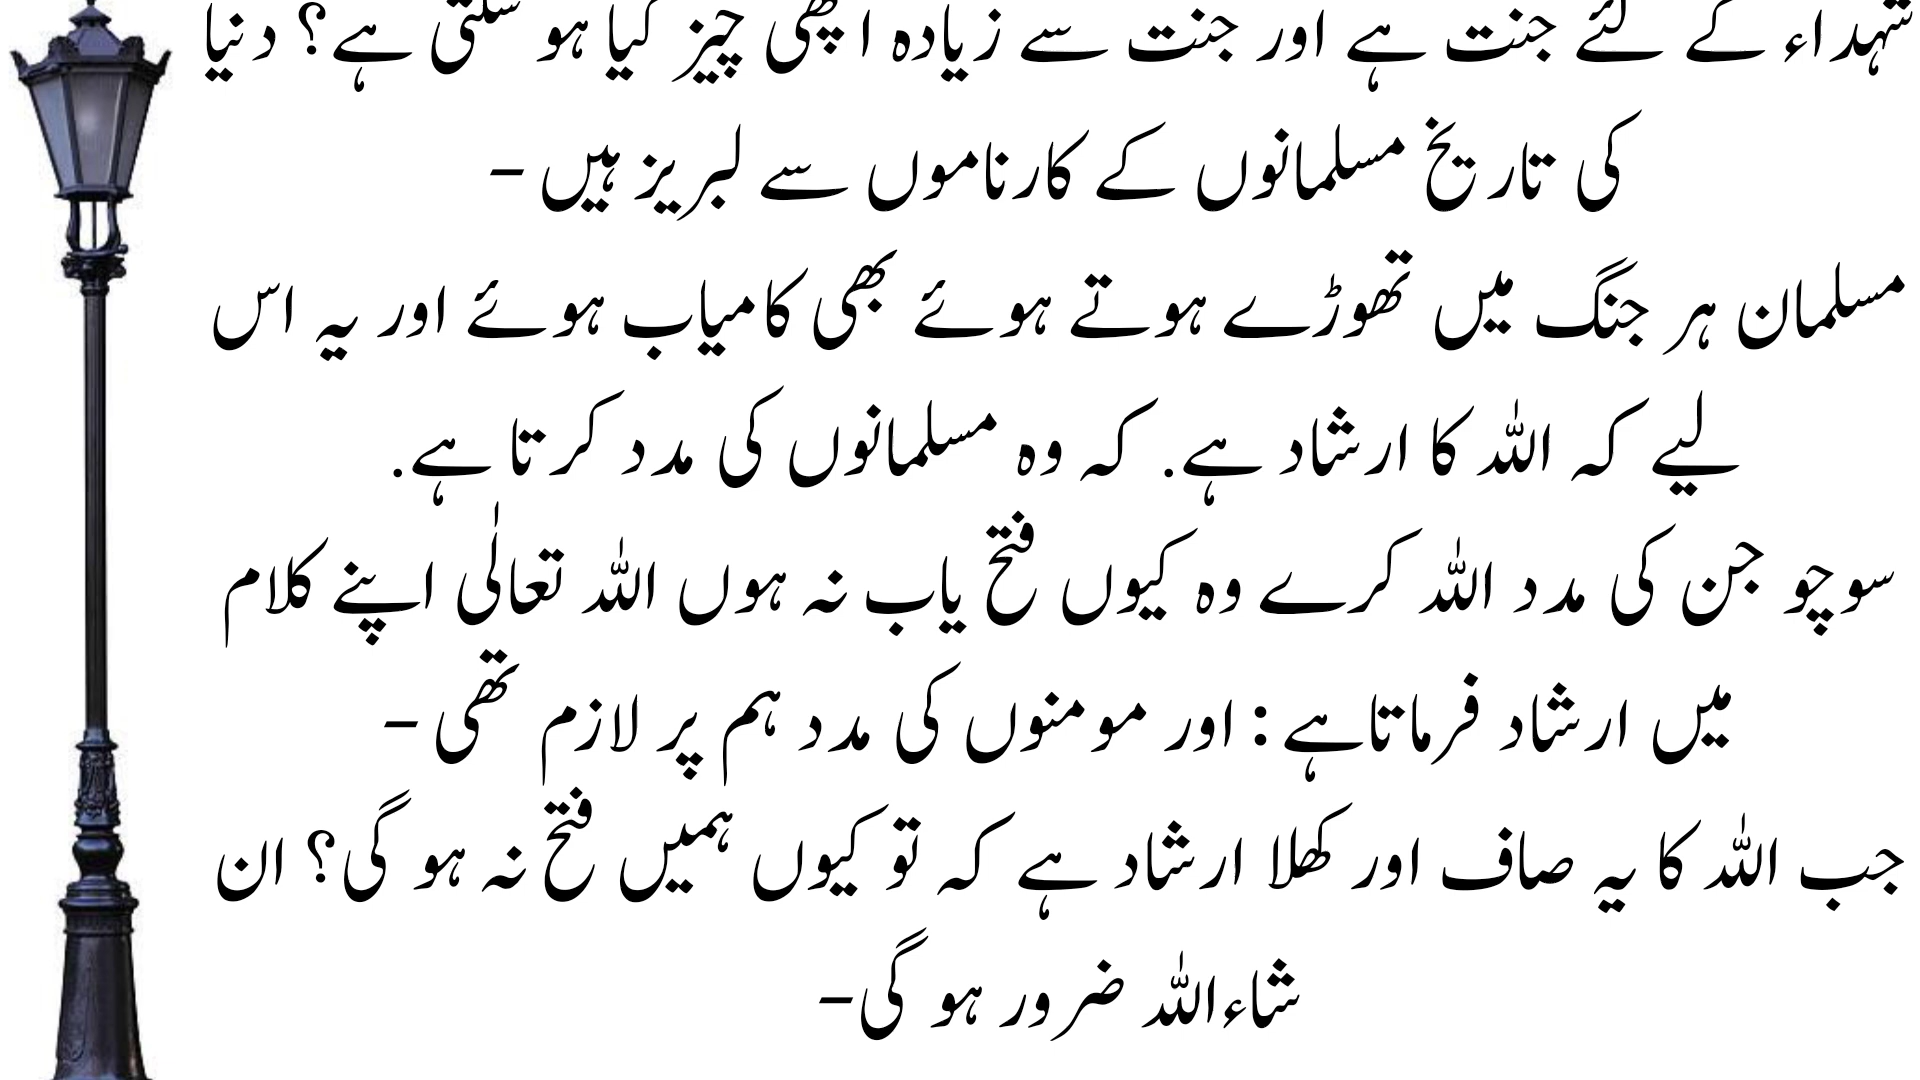 شہداء کے لئے جنت ہے اور جنت سے زیادہ اچھی چیز کیا ہو سکتی ہے؟ دنیا
کی تاریخ مسلمانوں کے کارناموں سے لبریز ہیں –
مسلمان ہر جنگ میں تھوڑے ہوتے ہوئے بھی کامیاب ہوئے اور یہ اس
لیے کہ اللہ کا ارشاد ہے. کہ وہ مسلمانوں کی مدد کرتا ہے.
سوچو جن کی مدد اللہ کرے وہ کیوں فتح یاب نہ ہوں اللہ تعالٰی اپنے کلام
میں ارشاد فرماتاہے : اور مومنوں کی مدد ہم پر لازم تھی –
جب اللہ کا یہ صاف اور کھلا ارشاد ہے کہ تو کیوں ہمیں فتح نہ ہو گی؟ ان
شاءاللہ ضرور ہو گی–